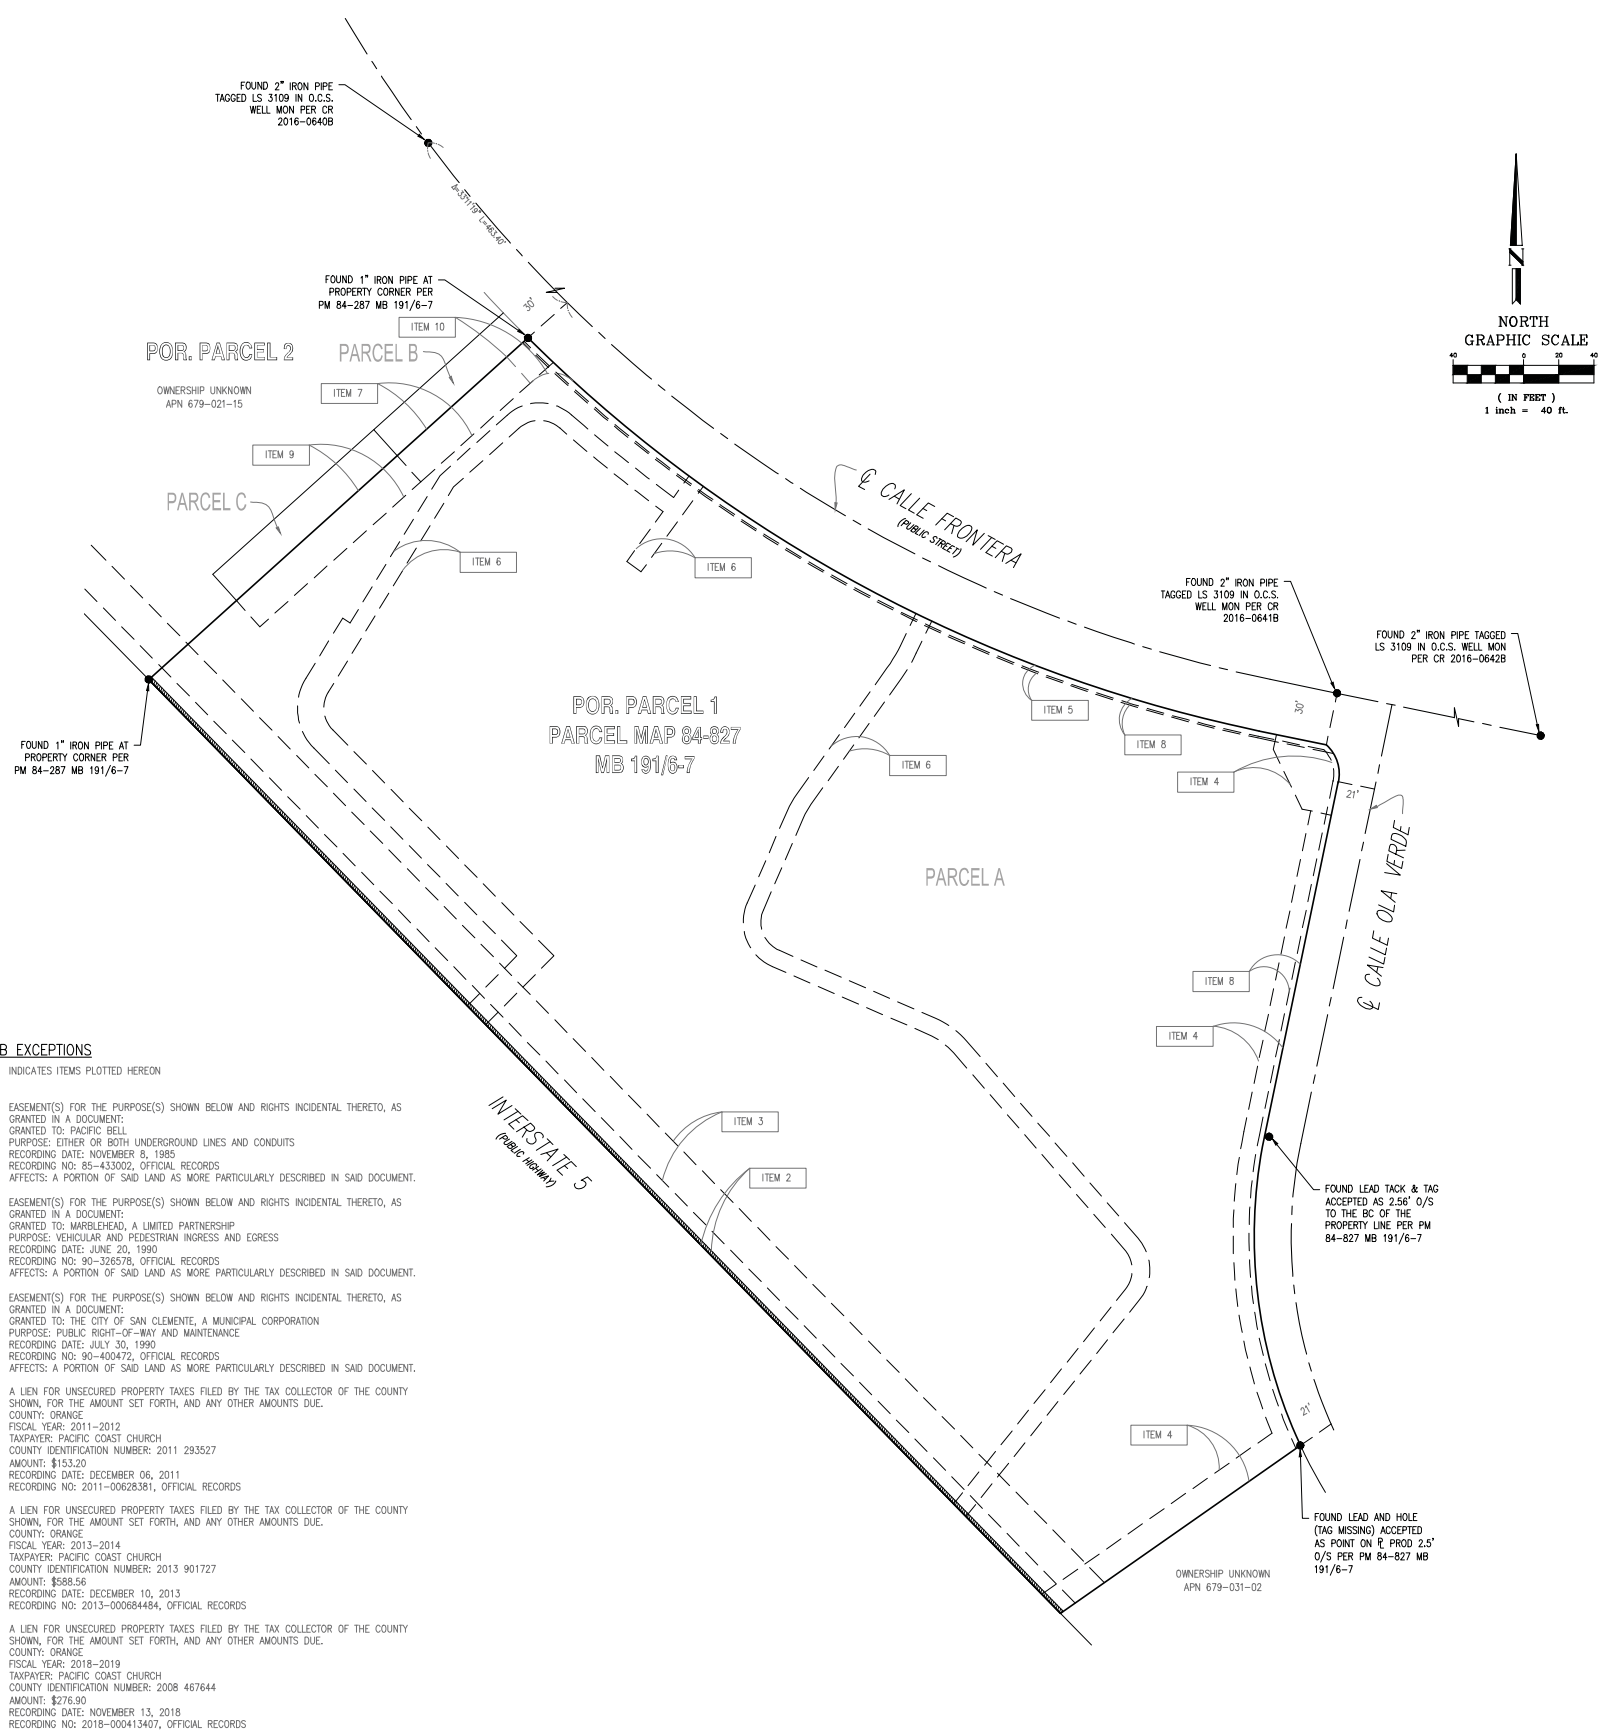 FOUND 2" IRON PIPE
TAGGED LS 3109 IN O.C.S.
WELL MON PER CR
2016-0640B
Δ=33°11'19" L=463.40'
FOUND 1" IRON PIPE AT
PROPERTY CORNER PER
PM 84-287 MB 191/6-7
30'
ITEM 10
POR. PARCEL 2
PARCEL B
OWNERSHIP UNKNOWN
APN 679-021-15
ITEM 7
ITEM 9
PARCEL C
ITEM 6
ITEM 6
N
NORTH
GRAPHIC SCALE
40 0 20 40
( IN FEET )
1 inch = 40 ft.
℄ CALLE FRONTERA
(PUBLIC STREET)
FOUND 2" IRON PIPE
TAGGED LS 3109 IN O.C.S.
WELL MON PER CR
2016-0641B
FOUND 2" IRON PIPE TAGGED
LS 3109 IN O.C.S. WELL MON
PER CR 2016-0642B
POR. PARCEL 1
PARCEL MAP 84-827
MB 191/6-7
ITEM 5
30'
ITEM 8
ITEM 6
ITEM 4
21'
FOUND 1" IRON PIPE AT
PROPERTY CORNER PER
PM 84-287 MB 191/6-7
PARCEL A
℄ CALLE OLA VERDE
ITEM 8
ITEM 4
INTERSTATE 5
(PUBLIC HIGHWAY)
ITEM 3
ITEM 2
FOUND LEAD TACK & TAG
ACCEPTED AS 2.56' O/S
TO THE BC OF THE
PROPERTY LINE PER PM
84-827 MB 191/6-7
21'
ITEM 4
FOUND LEAD AND HOLE
(TAG MISSING) ACCEPTED
AS POINT ON ⅊ PROD 2.5'
O/S PER PM 84-827 MB
191/6-7
OWNERSHIP UNKNOWN
APN 679-031-02
B EXCEPTIONS
INDICATES ITEMS PLOTTED HEREON
EASEMENT(S) FOR THE PURPOSE(S) SHOWN BELOW AND RIGHTS INCIDENTAL THERETO, AS
GRANTED IN A DOCUMENT:
GRANTED TO: PACIFIC BELL
PURPOSE: EITHER OR BOTH UNDERGROUND LINES AND CONDUITS
RECORDING DATE: NOVEMBER 8, 1985
RECORDING NO: 85-433002, OFFICIAL RECORDS
AFFECTS: A PORTION OF SAID LAND AS MORE PARTICULARLY DESCRIBED IN SAID DOCUMENT.
EASEMENT(S) FOR THE PURPOSE(S) SHOWN BELOW AND RIGHTS INCIDENTAL THERETO, AS
GRANTED IN A DOCUMENT:
GRANTED TO: MARBLEHEAD, A LIMITED PARTNERSHIP
PURPOSE: VEHICULAR AND PEDESTRIAN INGRESS AND EGRESS
RECORDING DATE: JUNE 20, 1990
RECORDING NO: 90-326578, OFFICIAL RECORDS
AFFECTS: A PORTION OF SAID LAND AS MORE PARTICULARLY DESCRIBED IN SAID DOCUMENT.
EASEMENT(S) FOR THE PURPOSE(S) SHOWN BELOW AND RIGHTS INCIDENTAL THERETO, AS
GRANTED IN A DOCUMENT:
GRANTED TO: THE CITY OF SAN CLEMENTE, A MUNICIPAL CORPORATION
PURPOSE: PUBLIC RIGHT-OF-WAY AND MAINTENANCE
RECORDING DATE: JULY 30, 1990
RECORDING NO: 90-400472, OFFICIAL RECORDS
AFFECTS: A PORTION OF SAID LAND AS MORE PARTICULARLY DESCRIBED IN SAID DOCUMENT.
A LIEN FOR UNSECURED PROPERTY TAXES FILED BY THE TAX COLLECTOR OF THE COUNTY
SHOWN, FOR THE AMOUNT SET FORTH, AND ANY OTHER AMOUNTS DUE.
COUNTY: ORANGE
FISCAL YEAR: 2011-2012
TAXPAYER: PACIFIC COAST CHURCH
COUNTY IDENTIFICATION NUMBER: 2011 293527
AMOUNT: $153.20
RECORDING DATE: DECEMBER 06, 2011
RECORDING NO: 2011-00628381, OFFICIAL RECORDS
A LIEN FOR UNSECURED PROPERTY TAXES FILED BY THE TAX COLLECTOR OF THE COUNTY
SHOWN, FOR THE AMOUNT SET FORTH, AND ANY OTHER AMOUNTS DUE.
COUNTY: ORANGE
FISCAL YEAR: 2013-2014
TAXPAYER: PACIFIC COAST CHURCH
COUNTY IDENTIFICATION NUMBER: 2013 901727
AMOUNT: $588.56
RECORDING DATE: DECEMBER 10, 2013
RECORDING NO: 2013-000684484, OFFICIAL RECORDS
A LIEN FOR UNSECURED PROPERTY TAXES FILED BY THE TAX COLLECTOR OF THE COUNTY
SHOWN, FOR THE AMOUNT SET FORTH, AND ANY OTHER AMOUNTS DUE.
COUNTY: ORANGE
FISCAL YEAR: 2018-2019
TAXPAYER: PACIFIC COAST CHURCH
COUNTY IDENTIFICATION NUMBER: 2008 467644
AMOUNT: $276.90
RECORDING DATE: NOVEMBER 13, 2018
RECORDING NO: 2018-000413407, OFFICIAL RECORDS